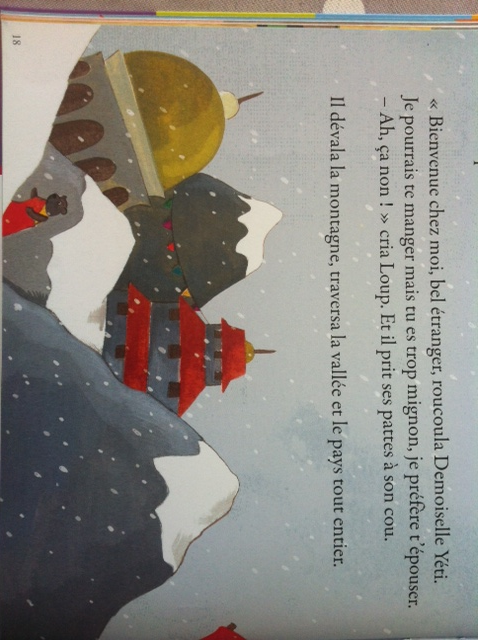 « Bienvenue chez moi, bel étranger, roucoula Demoiselle Yéti.
Je pourrais te manger mais tu es trop mignon, je préfère t'épouser.
– Ah, ça non ! » cria Loup. Et il prit ses pattes à son cou.
Il dévala la montagne, traversa la vallée et le pays tout entier.
18